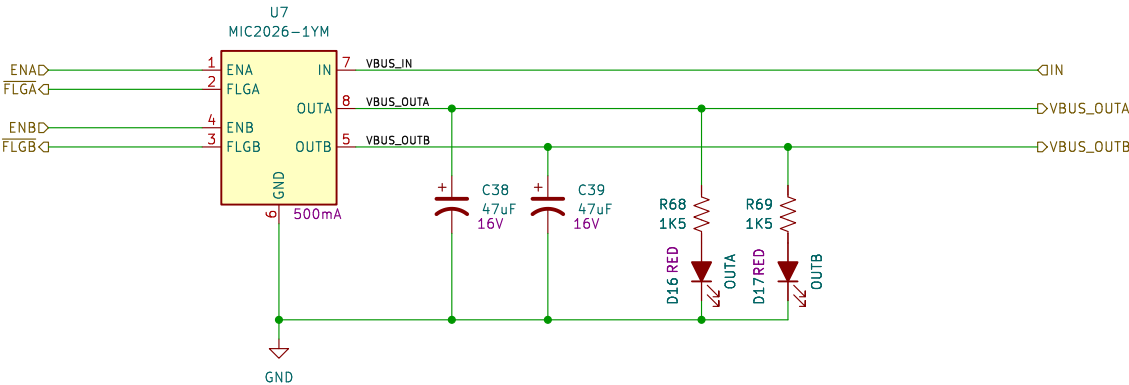 U7
MIC2026-1YM
ENA 1 ENA IN 7 VBUS_IN IN
FLGA 2 FLGA
OUTA 8 VBUS_OUTA VBUS_OUTA
ENB 4 ENB
FLGB 3 FLGB OUTB 5 VBUS_OUTB VBUS_OUTB
GND
6
500mA
+ C38
47uF
16V
+ C39
47uF
16V
R68
1K5
R69
1K5
D16 RED OUTA
D17 RED OUTB
GND